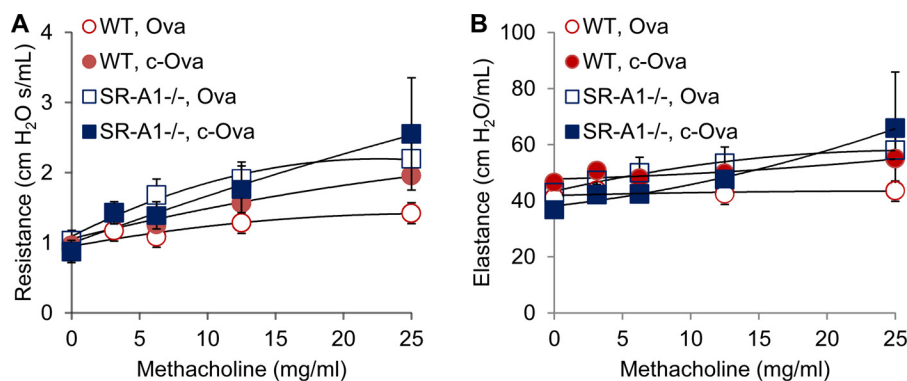 A
WT, Ova
WT, c-Ova
SR-A1-/-, Ova
SR-A1-/-, c-Ova
Resistance (cm H₂O s/mL)
4
3
2
1
0
0 5 10 15 20 25
Methacholine (mg/ml)
B
WT, Ova
WT, c-Ova
SR-A1-/-, Ova
SR-A1-/-, c-Ova
Elastance (cm H₂O/mL)
100
80
60
40
20
0
0 5 10 15 20 25
Methacholine (mg/ml)